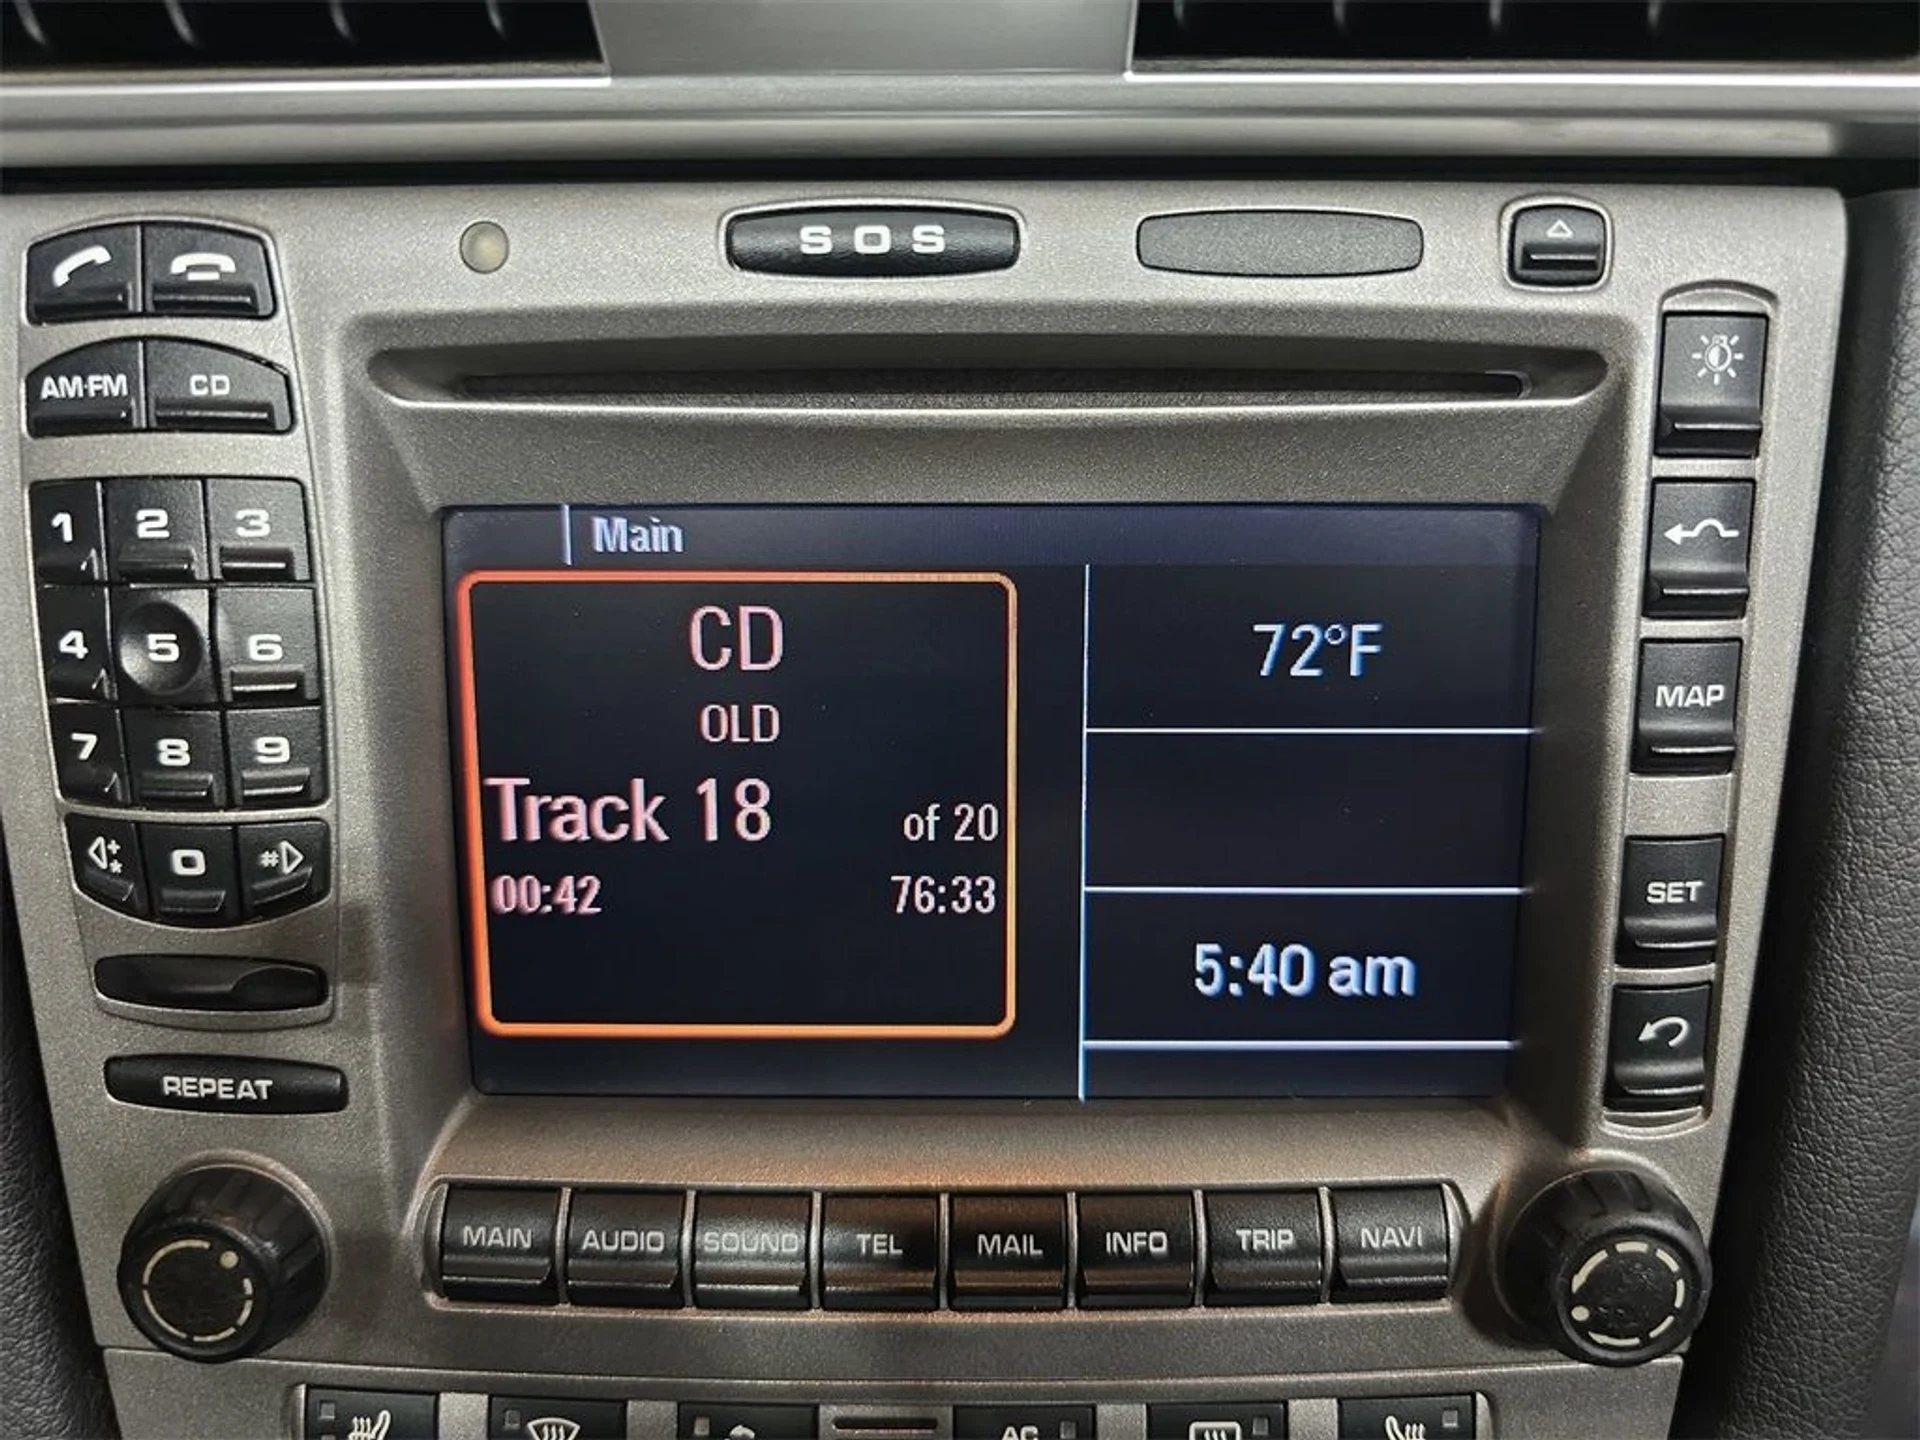 SOS
AM·FM
CD
1
2
3
4
5
6
7
8
9
+
*
0
#
REPEAT
Main
CD
OLD
Track 18 of 20
00:42 76:33
72°F
5:40 am
MAP
SET
MAIN
AUDIO
SOUND
TEL
MAIL
INFO
TRIP
NAVI
AC